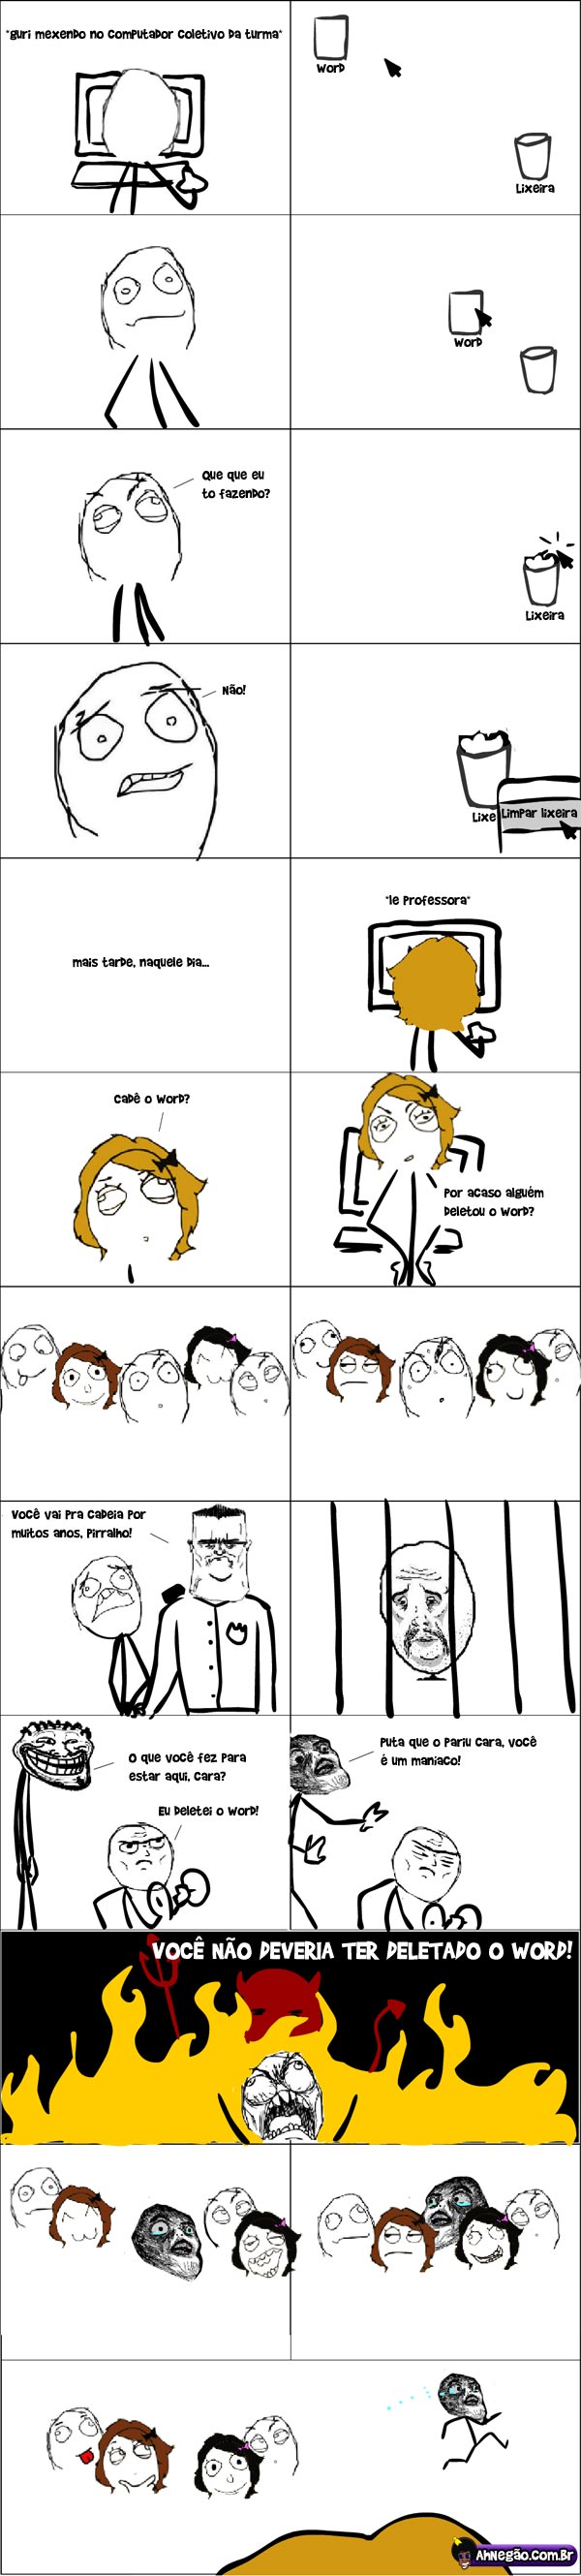 *Guri mexendo no computador coletivo da turma*
Word
Lixeira
Word
Que que eu
to fazendo?
Lixeira
Não!
Lixe
Limpar lixeira
mais tarde, naquele dia...
*le Professora*
Cadê o Word?
Por acaso alguém
deletou o Word?
Você vai pra cadeia por
muitos anos, pirralho!
O que você fez para
estar aqui, cara?
Eu deletei o Word!
Puta que o pariu cara, você
é um maníaco!
VOCÊ NÃO DEVERIA TER DELETADO O WORD!
AhNegão.com.br